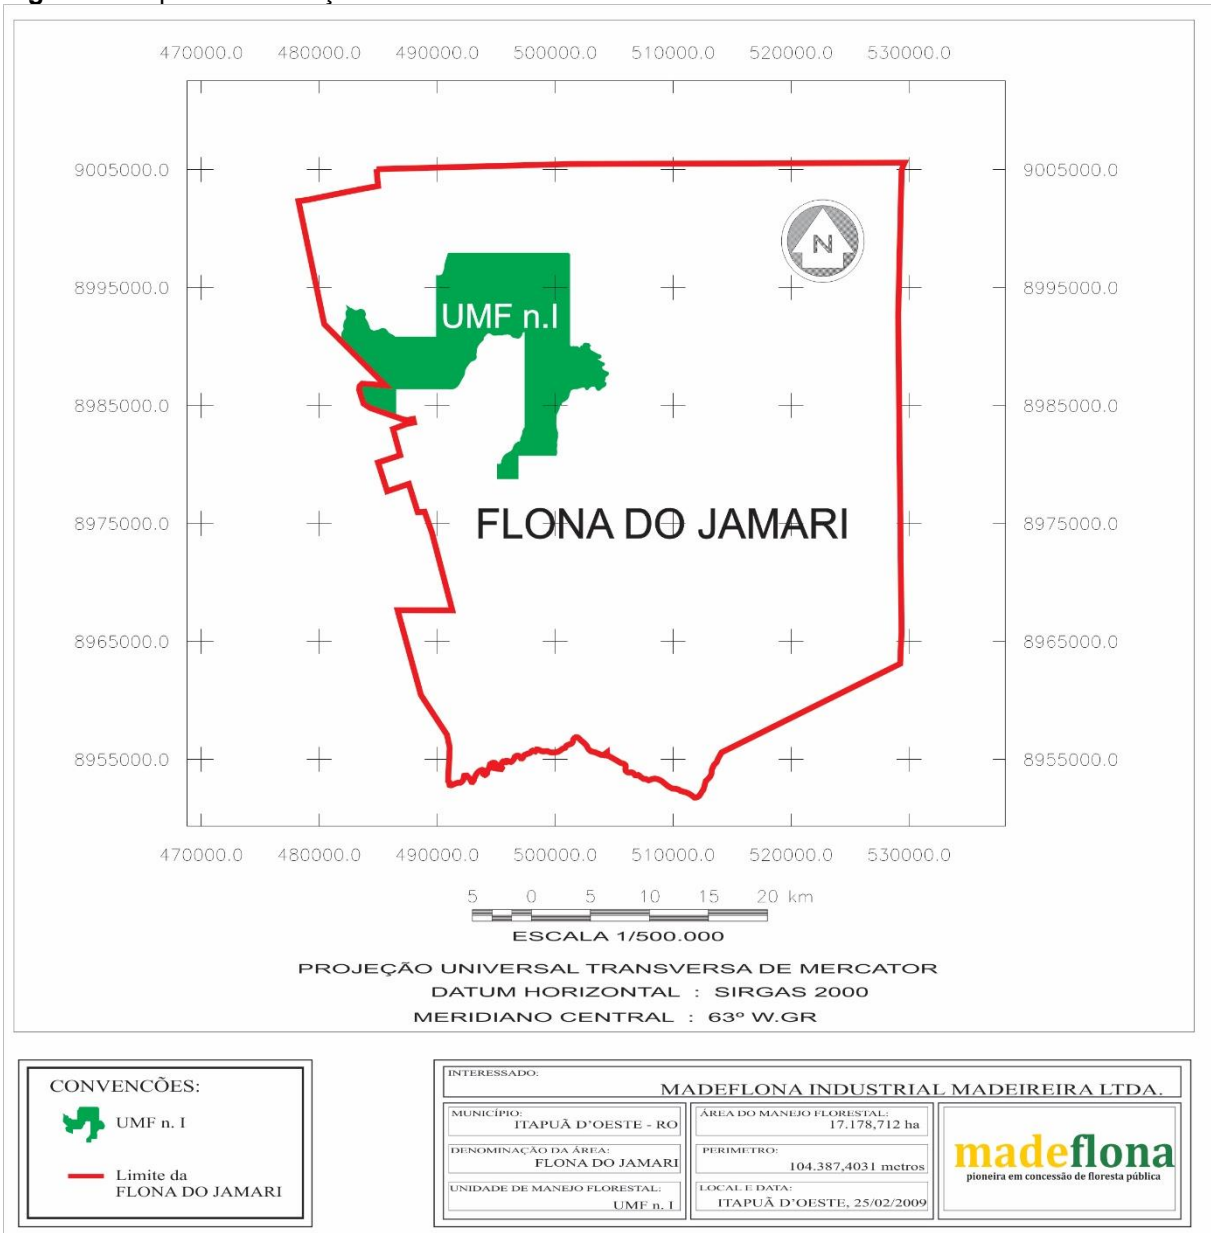 470000.0 480000.0 490000.0 500000.0 510000.0 520000.0 530000.0
9005000.0 9005000.0
N
8995000.0 8995000.0
UMF n.I
8985000.0 8985000.0
FLONA DO JAMARI
8975000.0 8975000.0
8965000.0 8965000.0
8955000.0 8955000.0
470000.0 480000.0 490000.0 500000.0 510000.0 520000.0 530000.0
5 0 5 10 15 20 km
ESCALA 1/500.000
PROJEÇÃO UNIVERSAL TRANSVERSA DE MERCATOR
DATUM HORIZONTAL : SIRGAS 2000
MERIDIANO CENTRAL : 63º W.GR
CONVENCÕES:
UMF n. I
Limite da
FLONA DO JAMARI
INTERESSADO:
MADEFLONA INDUSTRIAL MADEIREIRA LTDA.
MUNICÍPIO:
ITAPUÃ D'OESTE - RO
DENOMINAÇÃO DA ÁREA:
FLONA DO JAMARI
UNIDADE DE MANEJO FLORESTAL:
UMF n. I
ÁREA DO MANEJO FLORESTAL:
17.178,712 ha
PERIMETRO:
104.387,4031 metros
LOCAL E DATA:
ITAPUÃ D'OESTE, 25/02/2009
madeflona
pioneira em concessão de floresta pública